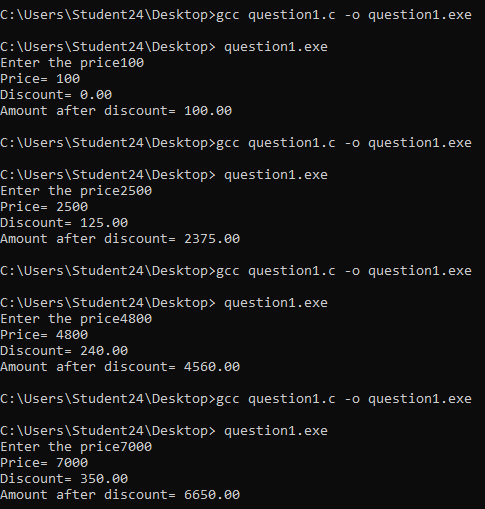 C:\Users\Student24\Desktop>gcc question1.c -o question1.exe
C:\Users\Student24\Desktop> question1.exe
Enter the price100
Price= 100
Discount= 0.00
Amount after discount= 100.00
C:\Users\Student24\Desktop>gcc question1.c -o question1.exe
C:\Users\Student24\Desktop> question1.exe
Enter the price2500
Price= 2500
Discount= 125.00
Amount after discount= 2375.00
C:\Users\Student24\Desktop>gcc question1.c -o question1.exe
C:\Users\Student24\Desktop> question1.exe
Enter the price4800
Price= 4800
Discount= 240.00
Amount after discount= 4560.00
C:\Users\Student24\Desktop>gcc question1.c -o question1.exe
C:\Users\Student24\Desktop> question1.exe
Enter the price7000
Price= 7000
Discount= 350.00
Amount after discount= 6650.00